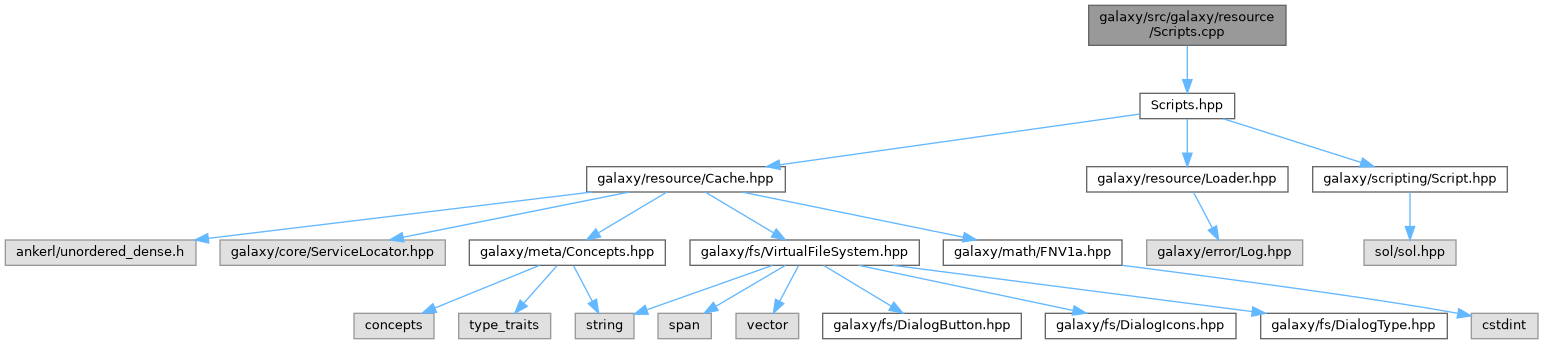 galaxy/src/galaxy/resource
/Scripts.cpp
Scripts.hpp
galaxy/resource/Cache.hpp
galaxy/resource/Loader.hpp
galaxy/scripting/Script.hpp
ankerl/unordered_dense.h
galaxy/core/ServiceLocator.hpp
galaxy/meta/Concepts.hpp
galaxy/fs/VirtualFileSystem.hpp
galaxy/math/FNV1a.hpp
galaxy/error/Log.hpp
sol/sol.hpp
concepts
type_traits
string
span
vector
galaxy/fs/DialogButton.hpp
galaxy/fs/DialogIcons.hpp
galaxy/fs/DialogType.hpp
cstdint